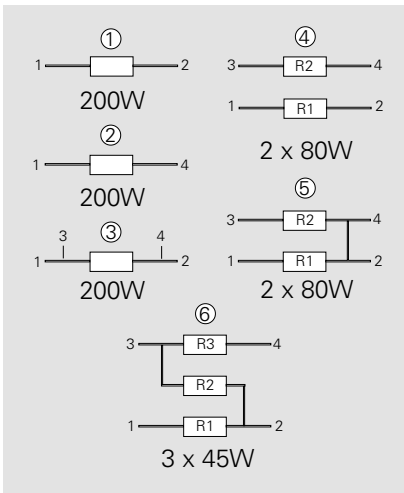 ① ④
1 2 3 R2 4
200W
1 R1 2
② 2 x 80W
1 4
200W ⑤
3 R2 4
3 ③ 4
1 2 1 R1 2
200W 2 x 80W
⑥
3 R3 4
R2
1 R1 2
3 x 45W